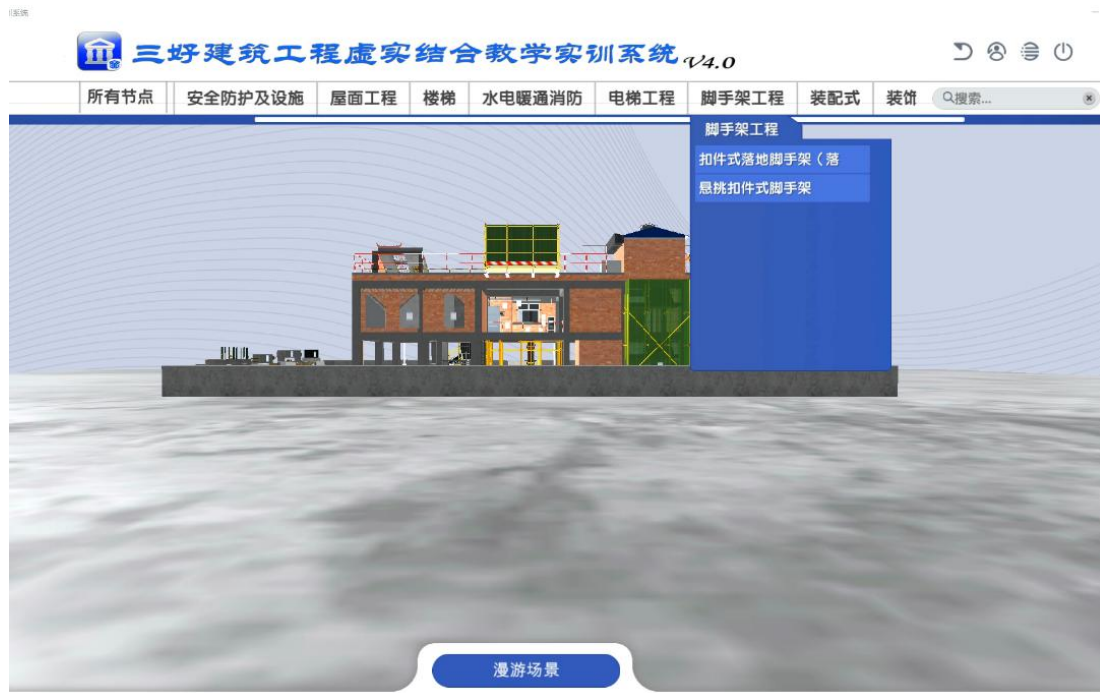 三好建筑工程虚实结合教学实训系统 V4.0
所有节点 安全防护及设施 屋面工程 楼梯 水电暖通消防 电梯工程 脚手架工程 装配式 装饰 搜索...
脚手架工程
扣件式落地脚手架（落
悬挑扣件式脚手架
漫游场景